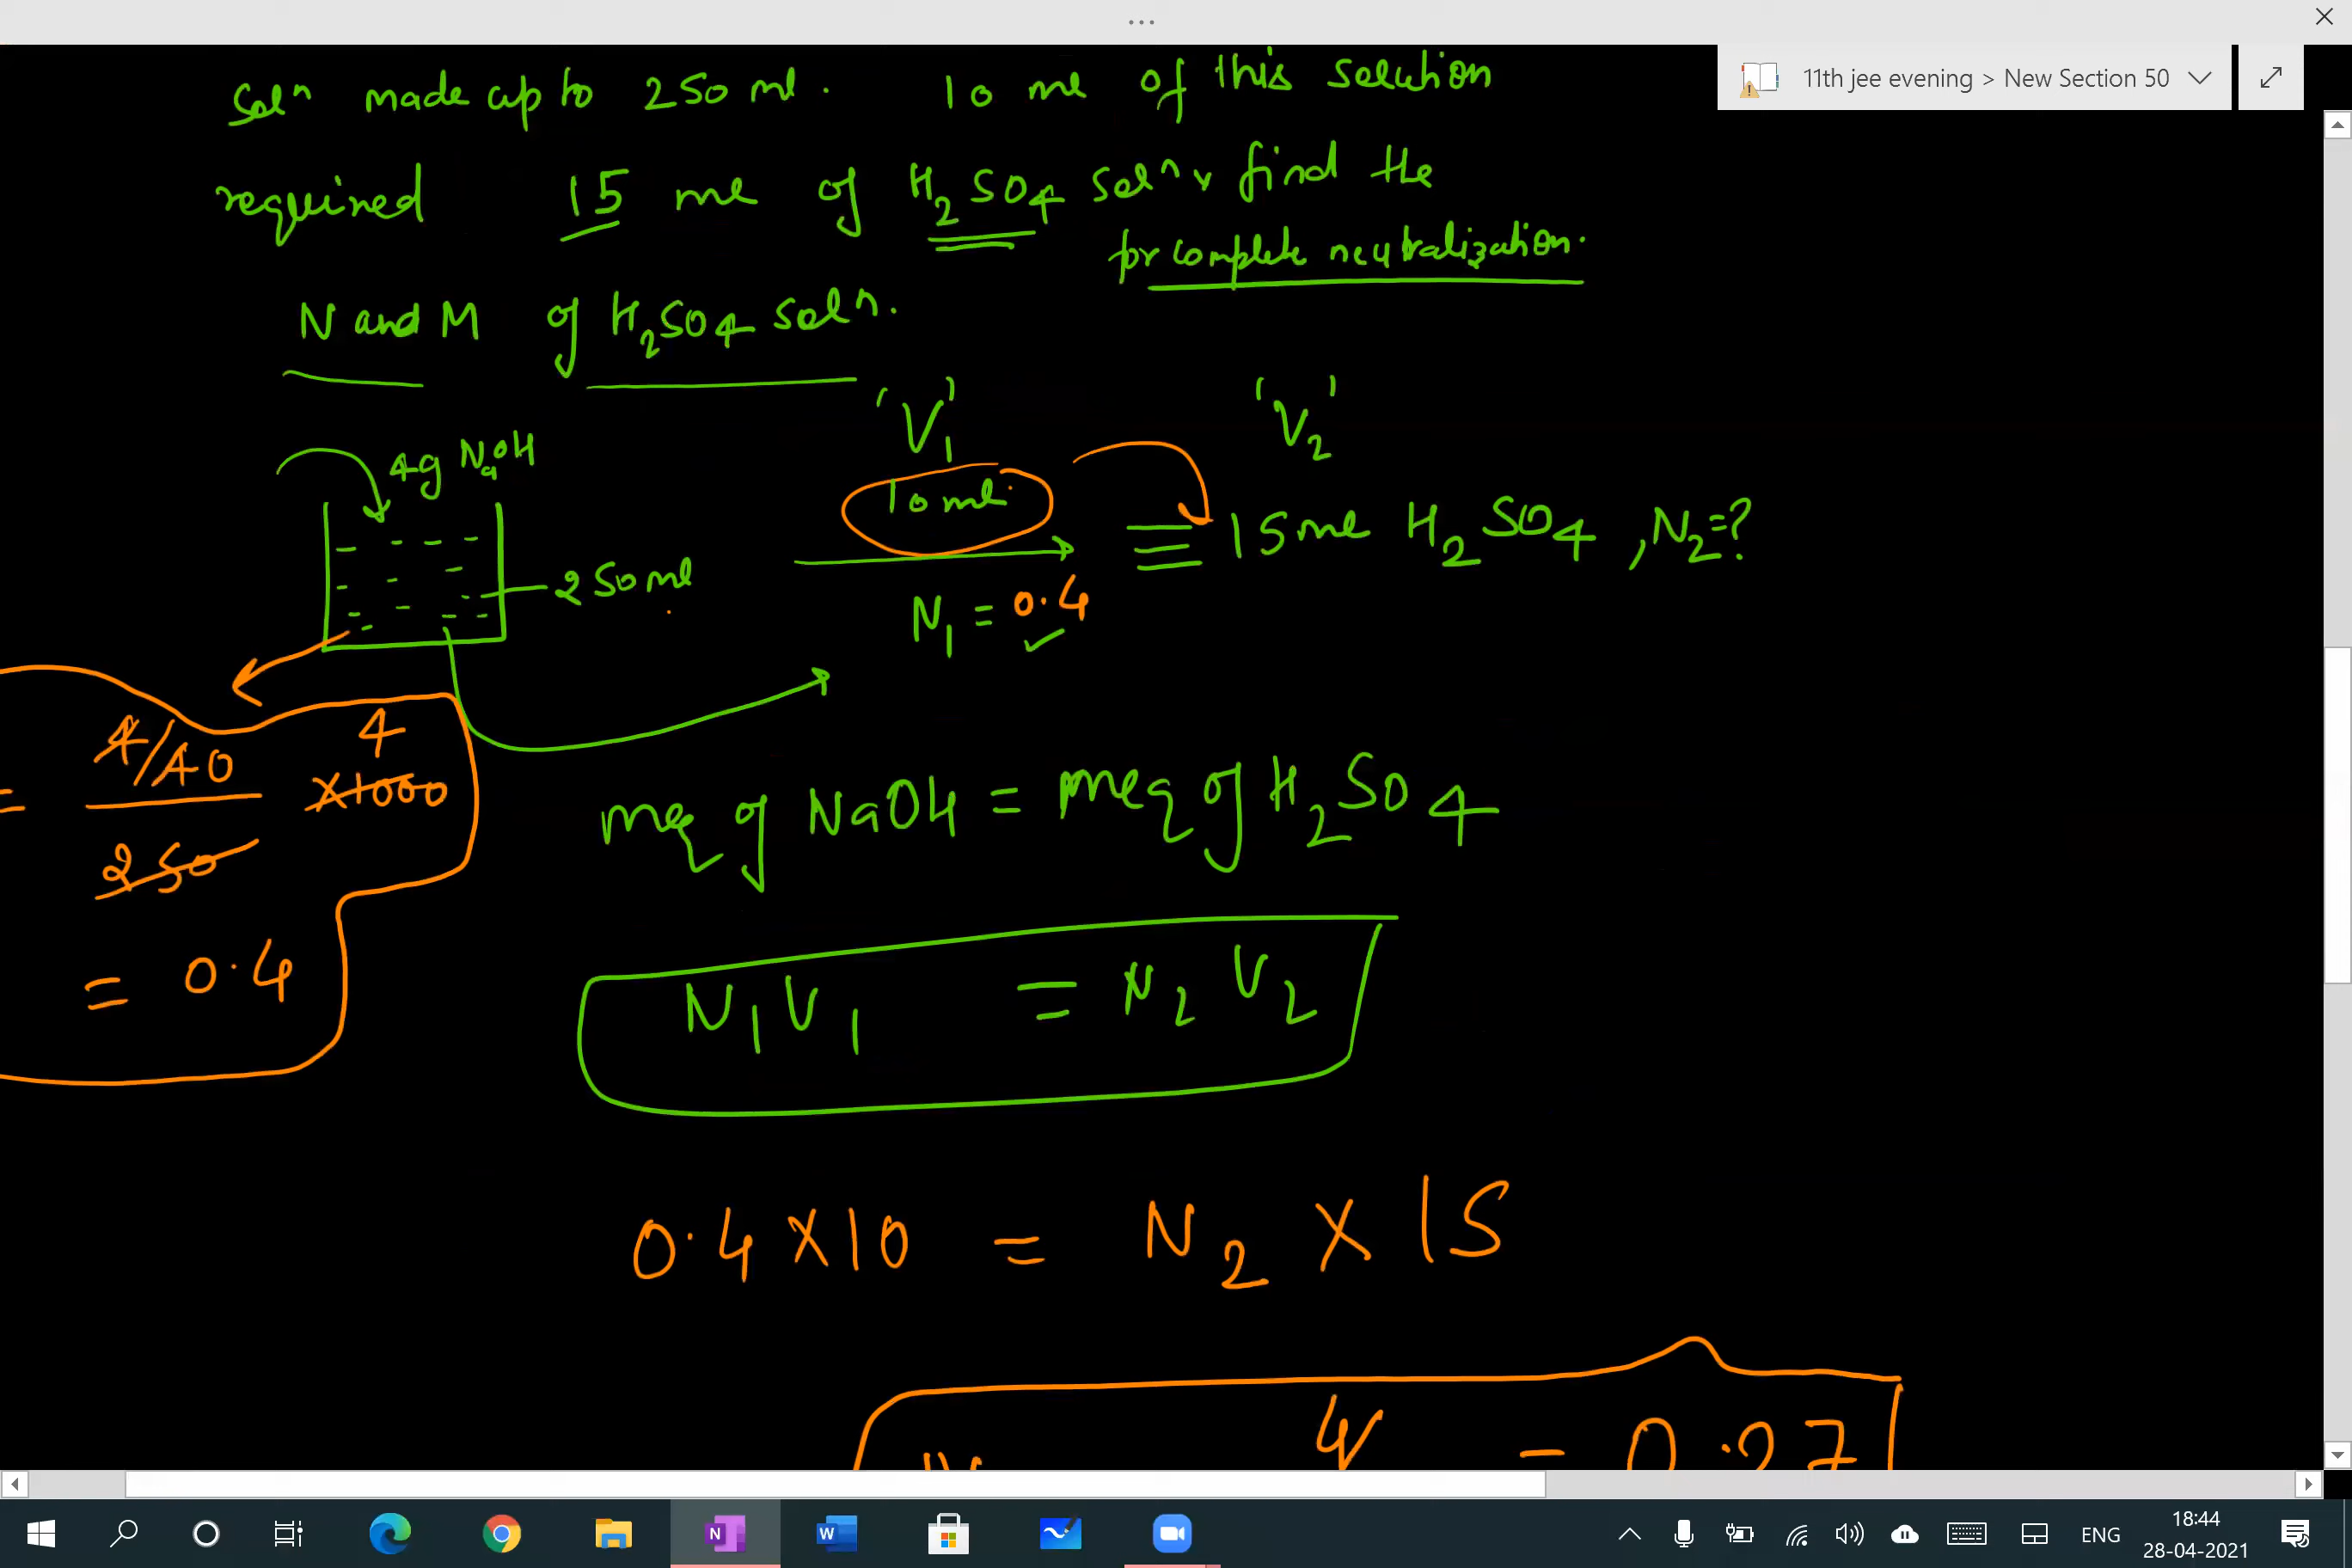 ...
11th jee evening > New Section 50
Solⁿ made up to 250 ml. 10 ml of this solution
required 15 ml of H₂SO₄ solⁿ, find the
for complete neutralization.
N and M of H₂SO₄ solⁿ.
'V₁' 'V₂'
4g NaOH
10 ml
≡ 15 ml H₂SO₄, N₂=?
250 ml
N₁ = 0.4
4
= 4/40 ×1000
250
= 0.4
meq of NaOH = meq of H₂SO₄
N₁V₁ = N₂V₂
0.4 × 10 = N₂ × 15
4 = 0.27
ENG
18:44
28-04-2021